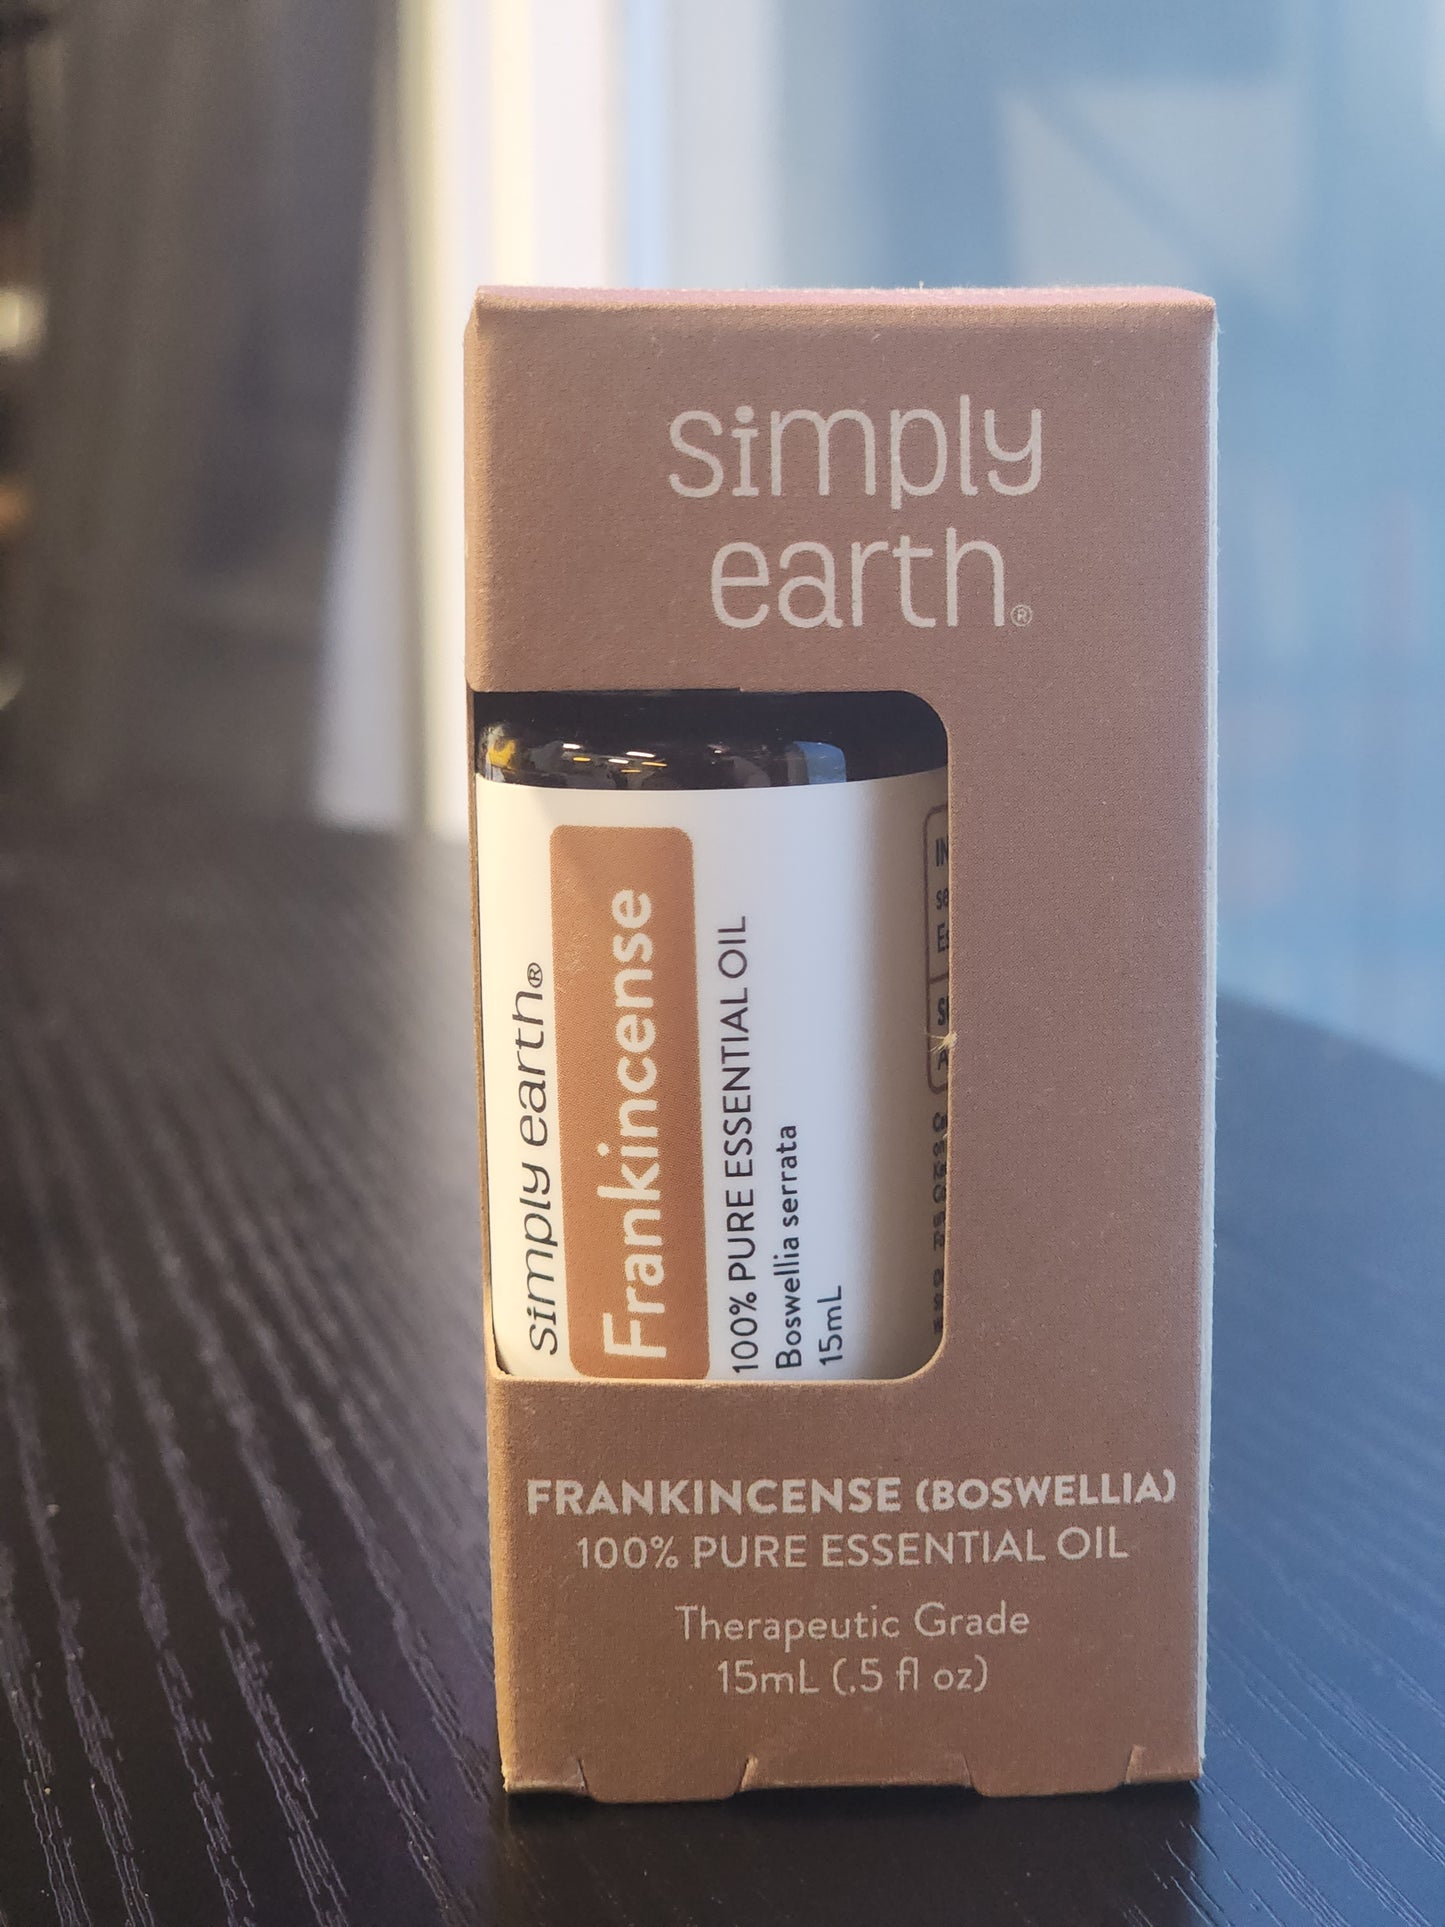 simply
earth®
simply earth®
Frankincense
100% PURE ESSENTIAL OIL
Boswellia serrata
15mL
FRANKINCENSE (BOSWELLIA)
100% PURE ESSENTIAL OIL
Therapeutic Grade
15mL (.5 fl oz)